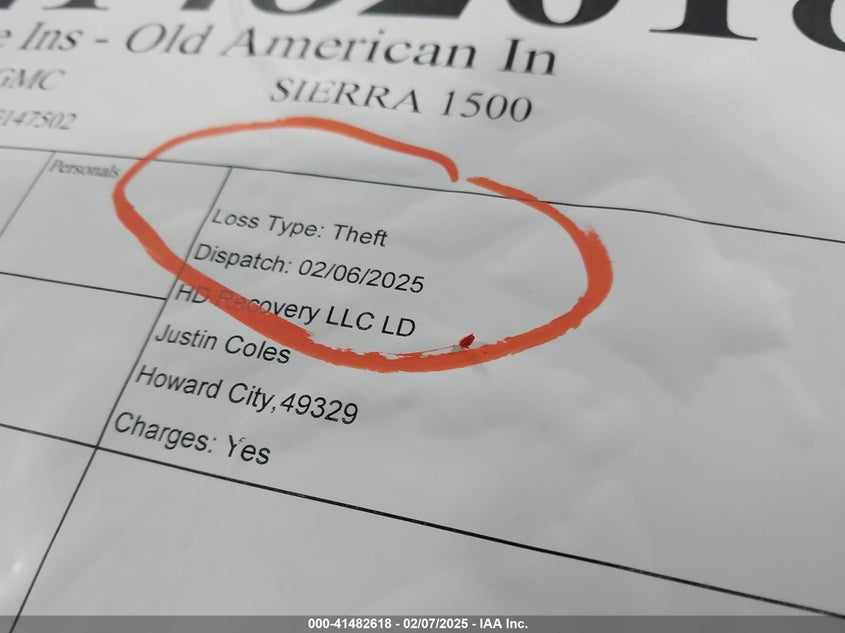 e Ins - Old American In
GMC
SIERRA 1500
6147502
Personals
Loss Type: Theft
Dispatch: 02/06/2025
HD Recovery LLC LD
Justin Coles
Howard City,49329
Charges: Yes
000-41482618 - 02/07/2025 - IAA Inc.